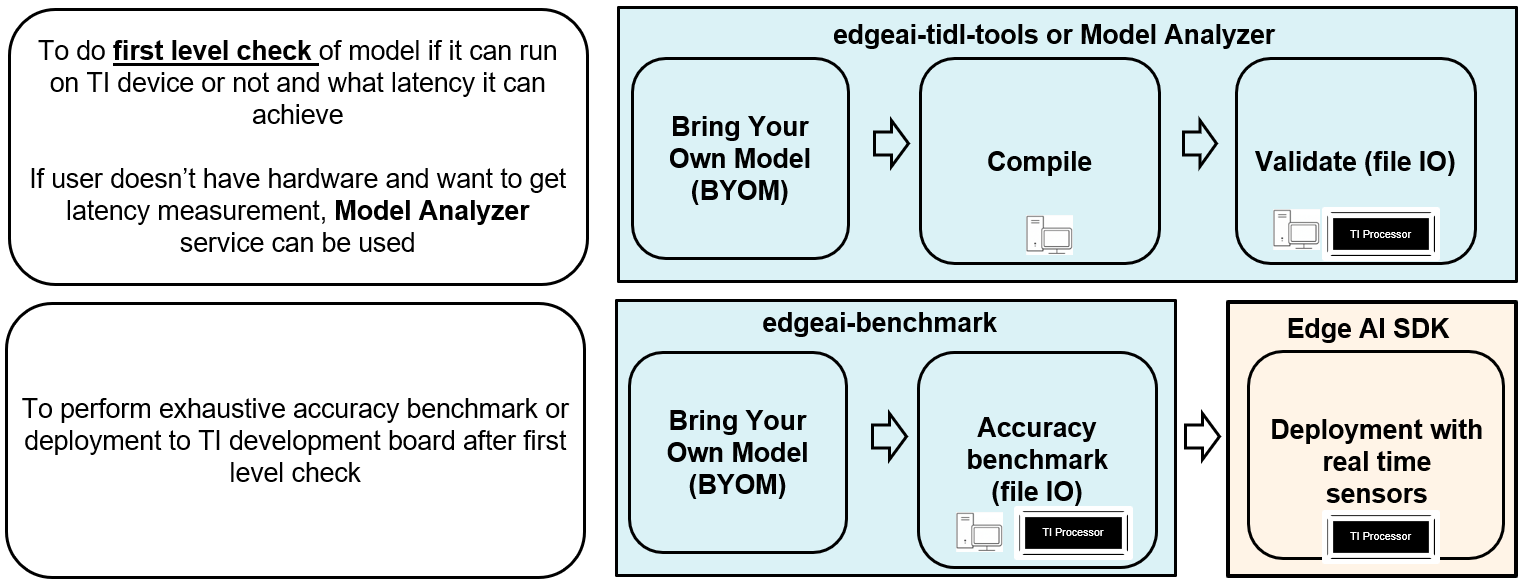 To do first level check of model if it can run
on TI device or not and what latency it can
achieve
If user doesn’t have hardware and want to get
latency measurement, Model Analyzer
service can be used
edgeai-tidl-tools or Model Analyzer
Bring Your
Own Model
(BYOM)
Compile
Validate (file IO)
TI Processor
To perform exhaustive accuracy benchmark or
deployment to TI development board after first
level check
edgeai-benchmark
Bring Your
Own Model
(BYOM)
Accuracy
benchmark
(file IO)
TI Processor
Edge AI SDK
Deployment with
real time
sensors
TI Processor